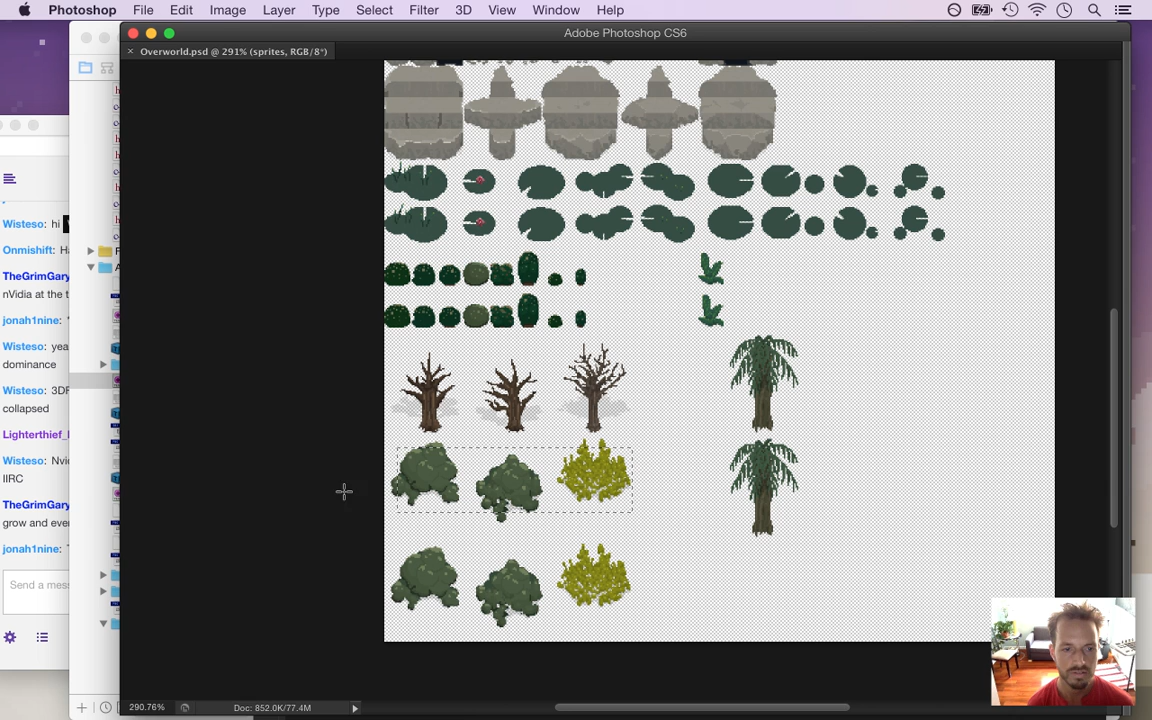 Photoshop File Edit Image Layer Type Select Filter 3D View Window Help
Adobe Photoshop CS6
× Overworld.psd @ 291% (sprites, RGB/8*)
Wisteso: hi
Onmishift: Ha
TheGrimGary
nVidia at the t
jonah1nine: "
Wisteso: yea
dominance
Wisteso: 3DF
collapsed
Lighterthief_
Wisteso: Nvi
IIRC
TheGrimGary
grow and ever
jonah1nine: "
Send a mess
290.76% Doc: 852.0K/77.4M